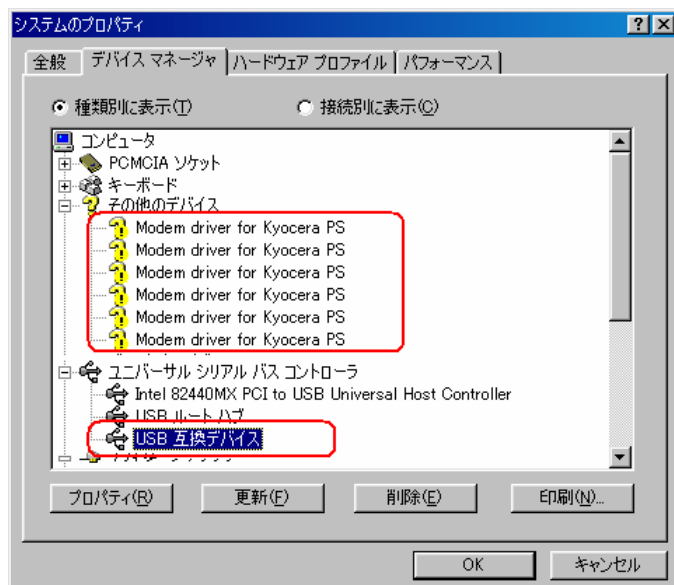 システムのプロパティ
全般 デバイス マネージャ ハードウェア プロファイル パフォーマンス
種類別に表示(T) 接続別に表示(C)
コンピュータ
PCMCIA ソケット
キーボード
その他のデバイス
Modem driver for Kyocera PS
Modem driver for Kyocera PS
Modem driver for Kyocera PS
Modem driver for Kyocera PS
Modem driver for Kyocera PS
Modem driver for Kyocera PS
ユニバーサル シリアル バス コントローラ
Intel 82440MX PCI to USB Universal Host Controller
USB ルート ハブ
USB 互換デバイス
プロパティ(R) 更新(F) 削除(E) 印刷(N)...
OK キャンセル